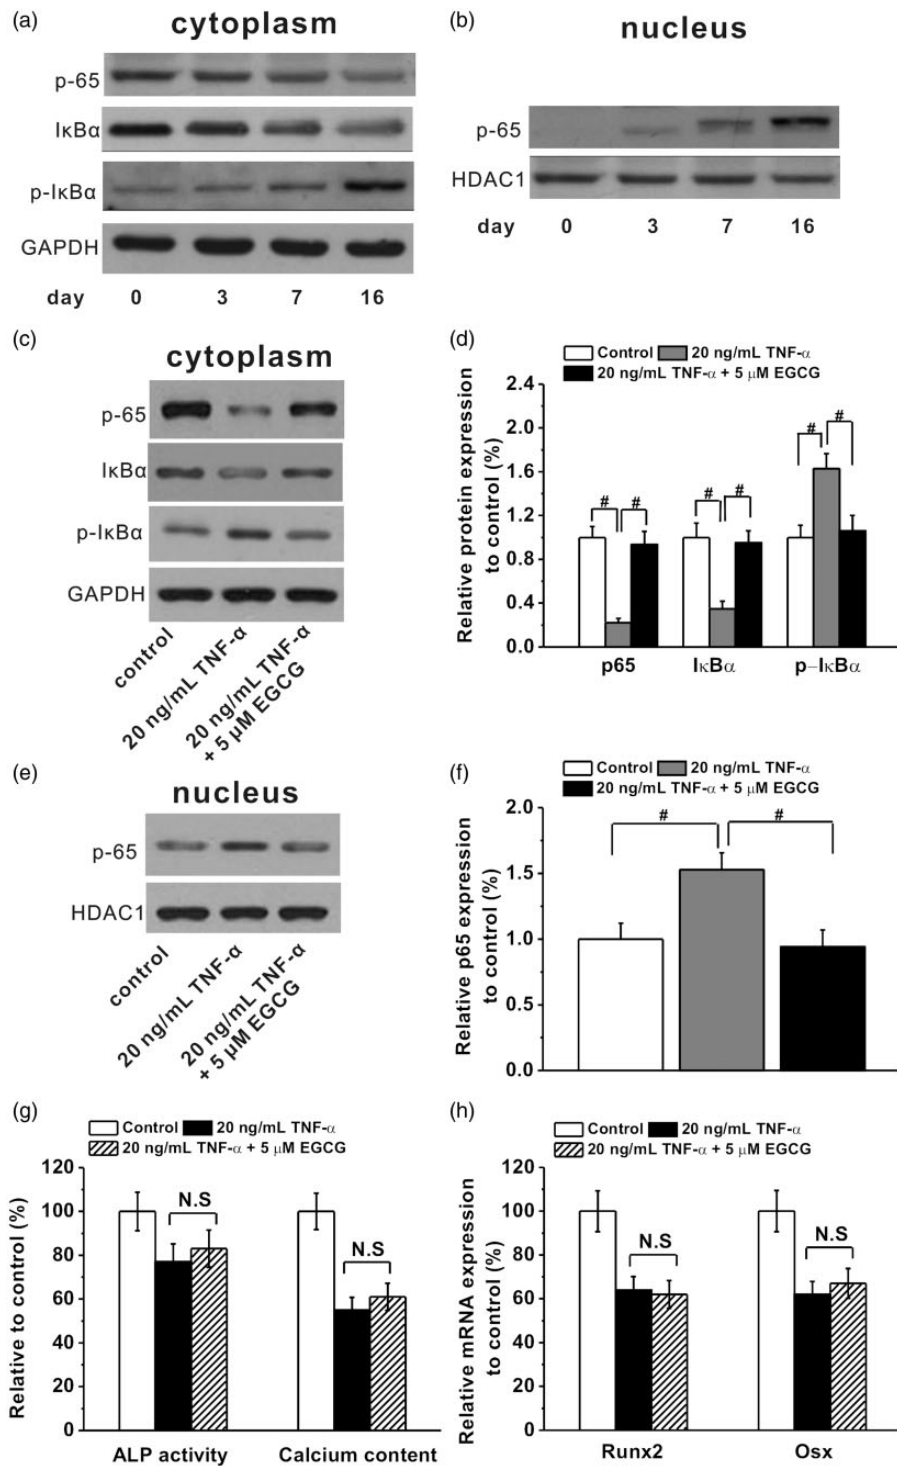 (a)
cytoplasm
p-65
IκBα
p-IκBα
GAPDH
day 0 3 7 16
(b)
nucleus
p-65
HDAC1
day 0 3 7 16
(c)
cytoplasm
p-65
IκBα
p-IκBα
GAPDH
control
20 ng/mL TNF-α
20 ng/mL TNF-α
+ 5 μM EGCG
(d)
Control 20 ng/mL TNF-α
20 ng/mL TNF-α + 5 μM EGCG
Relative protein expression
to control (%)
2.4
2.0
1.6
1.2
0.8
0.4
0.0
# # # # # #
p65 IκBα p–IκBα
(e)
nucleus
p-65
HDAC1
control
20 ng/mL TNF-α
20 ng/mL TNF-α
+ 5 μM EGCG
(f)
Control 20 ng/mL TNF-α
20 ng/mL TNF-α + 5 μM EGCG
Relative p65 expression
to control (%)
2.0
1.5
1.0
0.5
0.0
# #
(g)
Control 20 ng/mL TNF-α
20 ng/mL TNF-α + 5 μM EGCG
Relative to control (%)
120
100
80
60
40
20
0
N.S
N.S
ALP activity Calcium content
(h)
Control 20 ng/mL TNF-α
20 ng/mL TNF-α + 5 μM EGCG
Relative mRNA expression
to control (%)
120
100
80
60
40
20
0
N.S
N.S
Runx2 Osx